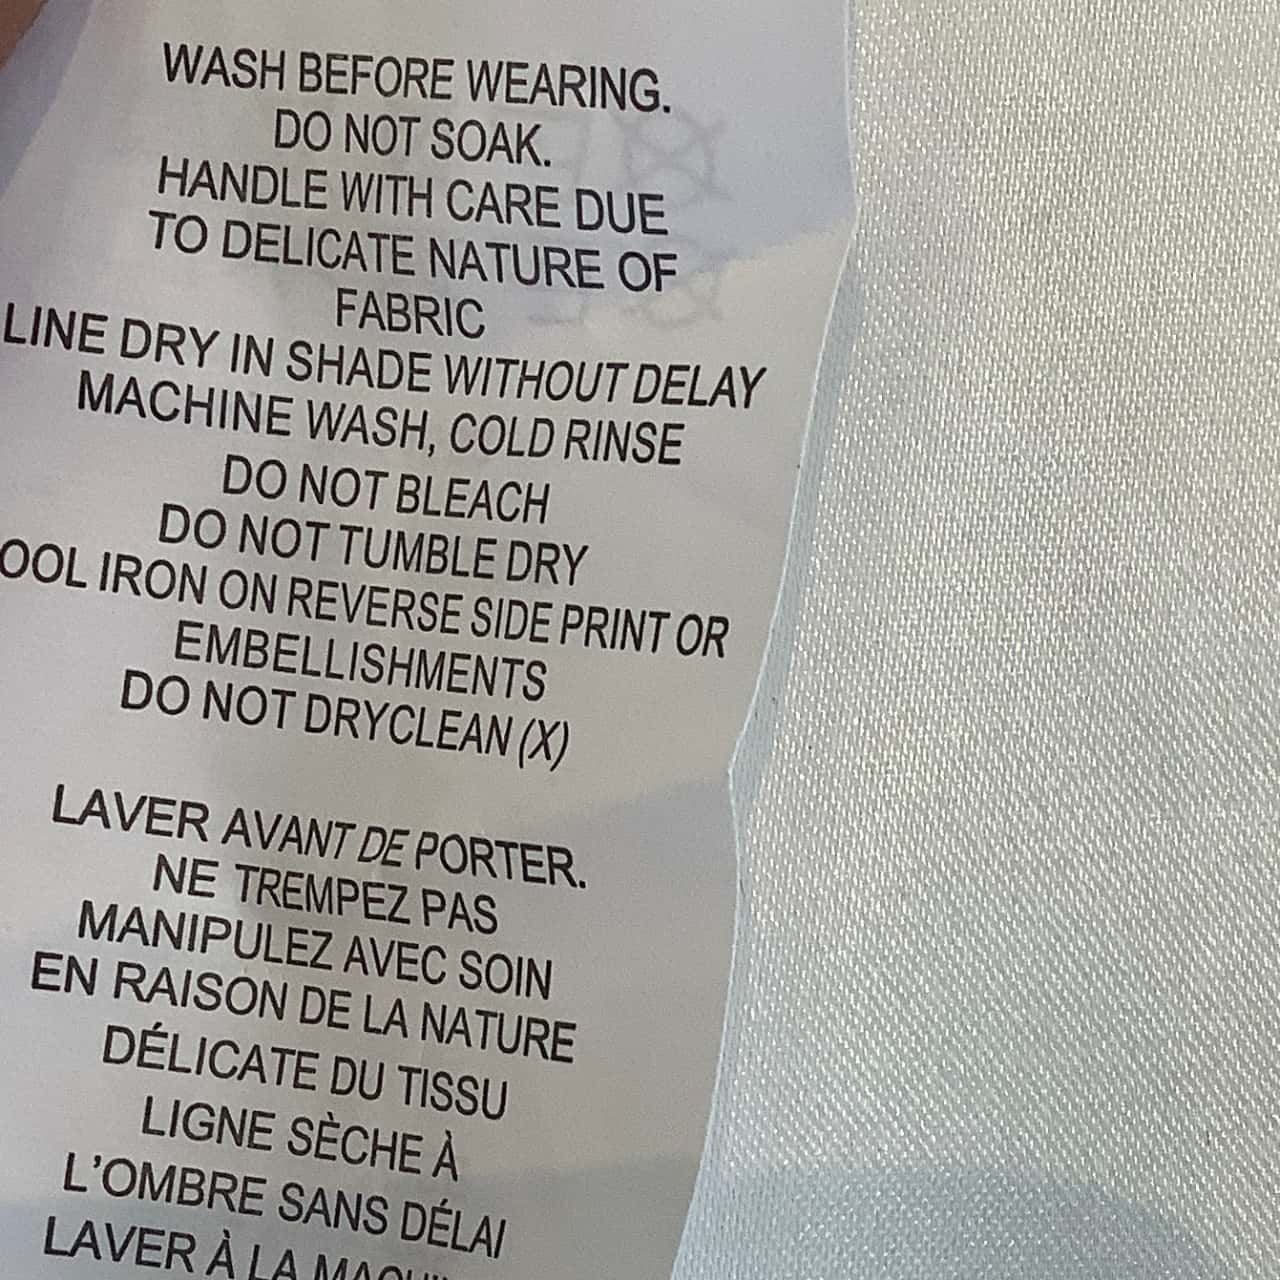 WASH BEFORE WEARING.
DO NOT SOAK.
HANDLE WITH CARE DUE
TO DELICATE NATURE OF
FABRIC
LINE DRY IN SHADE WITHOUT DELAY
MACHINE WASH, COLD RINSE
DO NOT BLEACH
DO NOT TUMBLE DRY
OOL IRON ON REVERSE SIDE PRINT OR
EMBELLISHMENTS
DO NOT DRYCLEAN (X)
LAVER AVANT DE PORTER.
NE TREMPEZ PAS
MANIPULEZ AVEC SOIN
EN RAISON DE LA NATURE
DÉLICATE DU TISSU
LIGNE SÈCHE À
L'OMBRE SANS DÉLAI
LAVER À LA